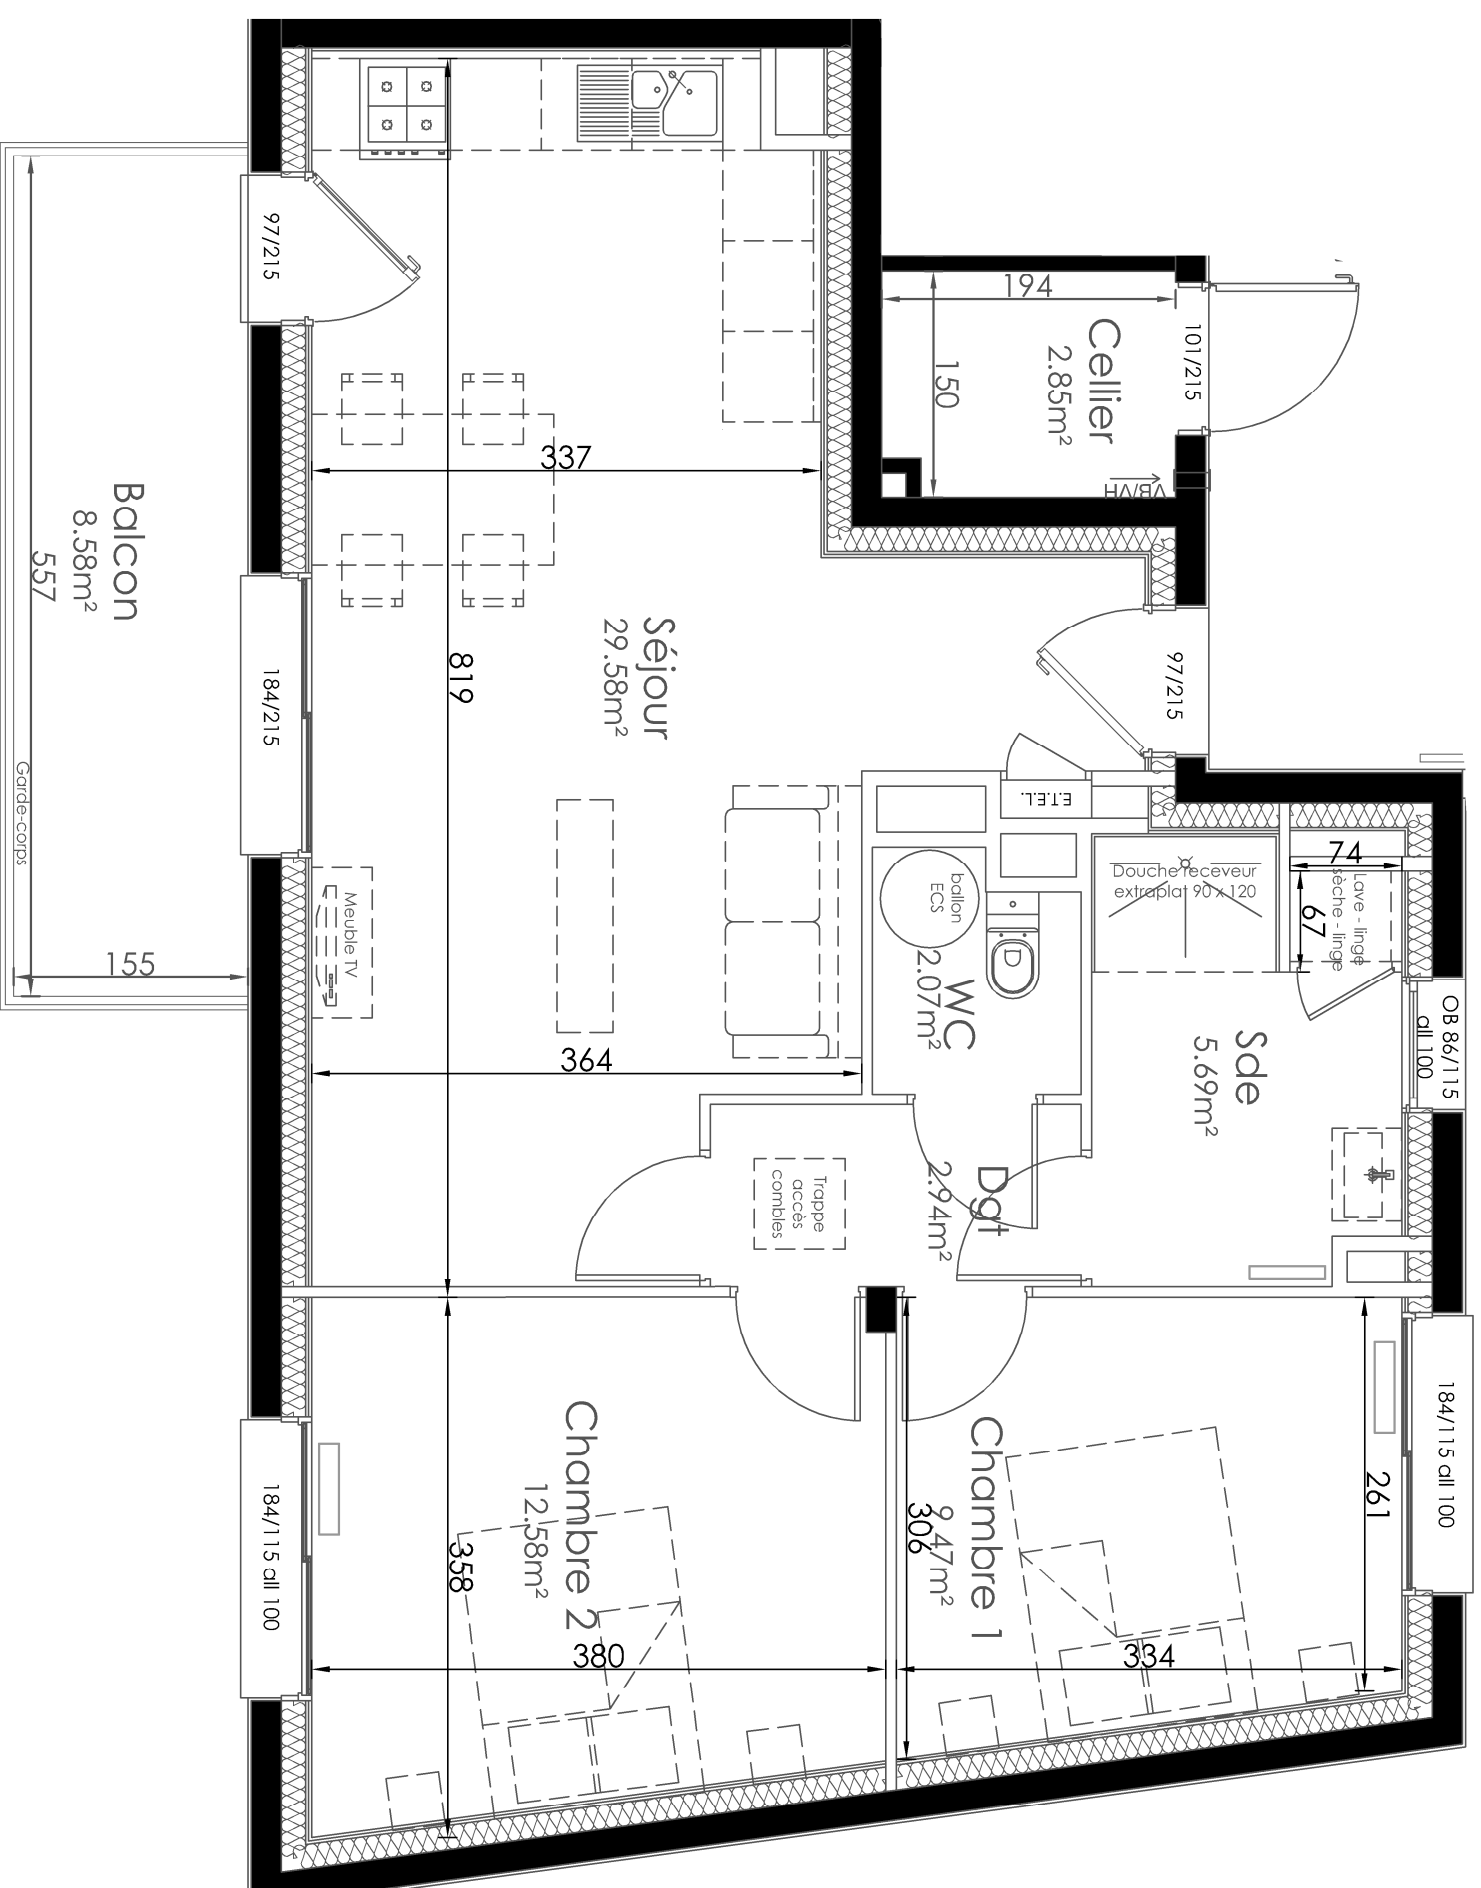 97/215
194
101/215
Cellier
2.85m²
150
VB/VH
337
Balcon
8.58m²
557
Garde-corps
155
184/215
819
Séjour
29.58m²
97/215
E.T.E.L.
Meuble TV
364
ballon
ECS
WC
2.07m²
Douche receveur
extraplat 90 x 120
74
67
Lave - linge
sèche - linge
OB 86/115
all 100
Sde
5.69m²
Dgt
2.94m²
Trappe
accès
combles
Chambre 2
12.58m²
358
380
184/115 all 100
Chambre 1
9.47m²
306
334
261
184/115 all 100